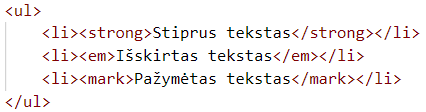 <ul>
    <li><strong>Stiprus tekstas</strong></li>
    <li><em>Išskirtas tekstas</em></li>
    <li><mark>Pažymėtas tekstas</mark></li>
</ul>